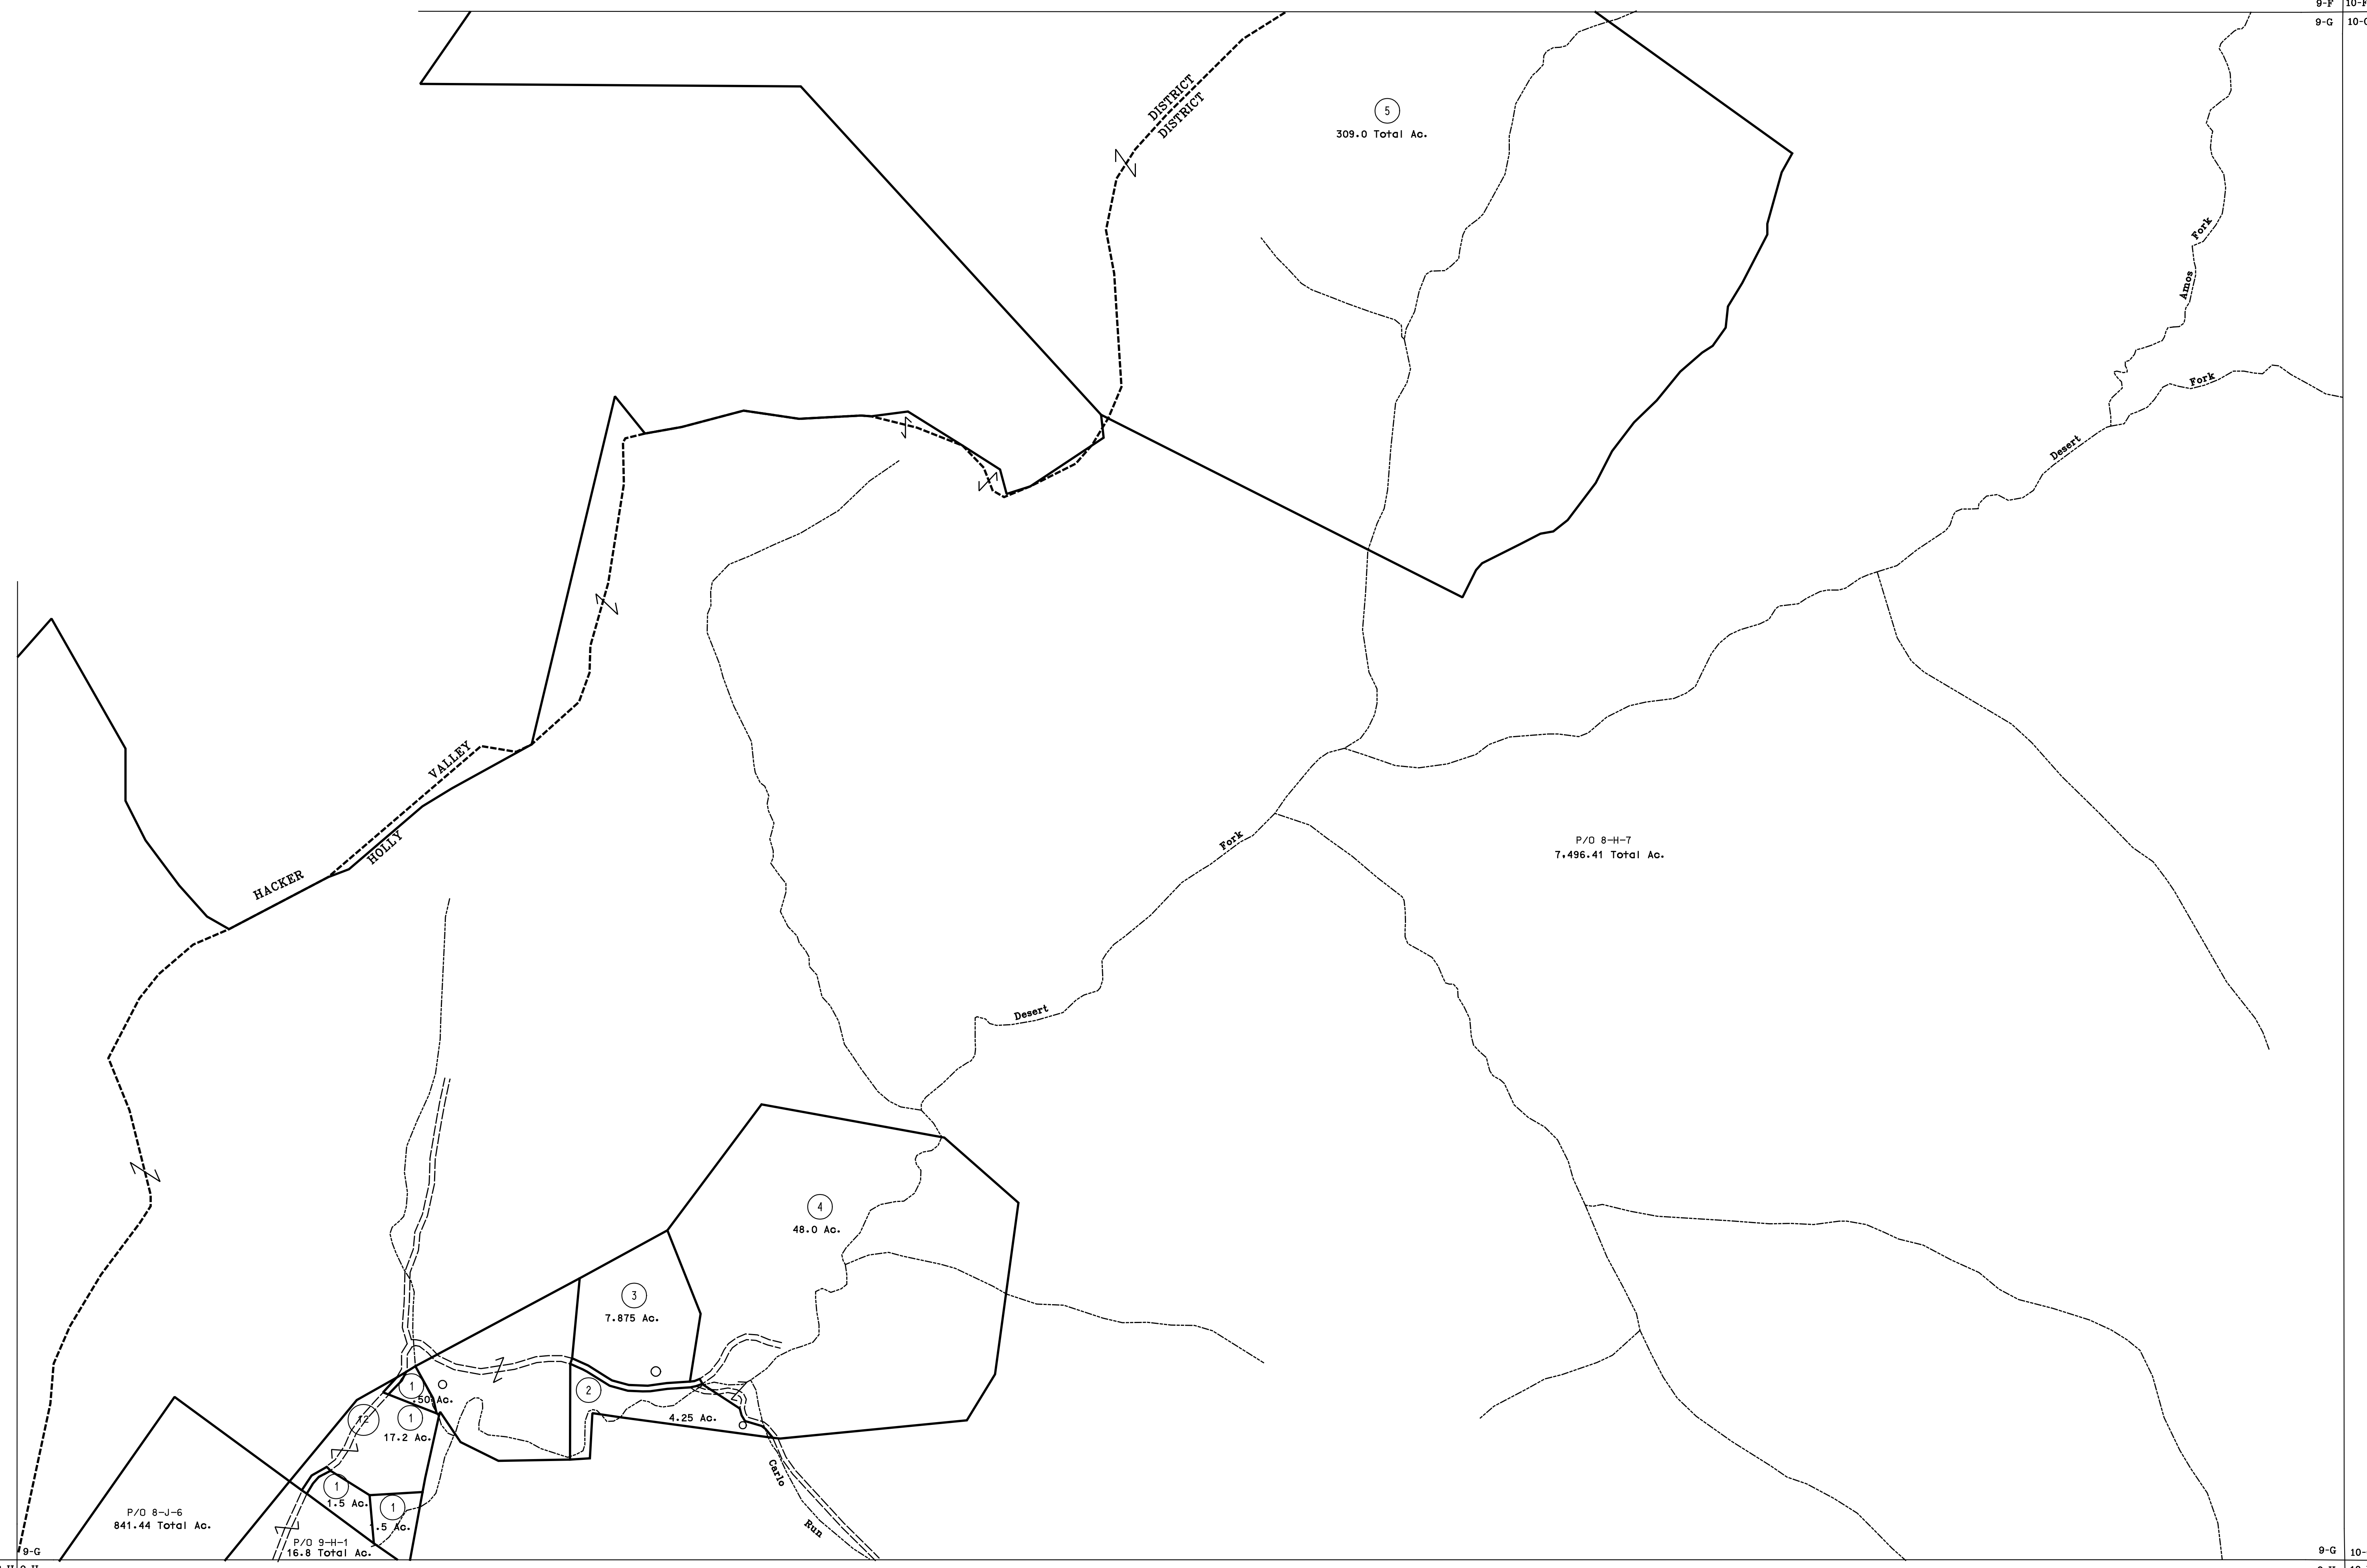 9-F 10-F
9-G
DISTRICT
DISTRICT
5
309.0 Total Ac.
Fork
Amos
Fork
Desert
VALLEY
HOLLY
HACKER
Fork
P/O 8-H-7
7,496.41 Total Ac.
Desert
4
48.0 Ac.
3
7.875 Ac.
1
.50 Ac.
2
4.25 Ac.
12
1
17.2 Ac.
Carlo
Run
1
1.5 Ac.
1
.5 Ac.
P/O 8-J-6
841.44 Total Ac.
P/O 9-H-1
16.8 Total Ac.
9-G
9-G